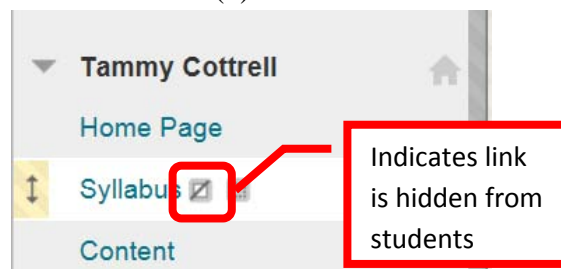 Tammy Cottrell
Home Page
Syllabus
Content
Indicates link
is hidden from
students